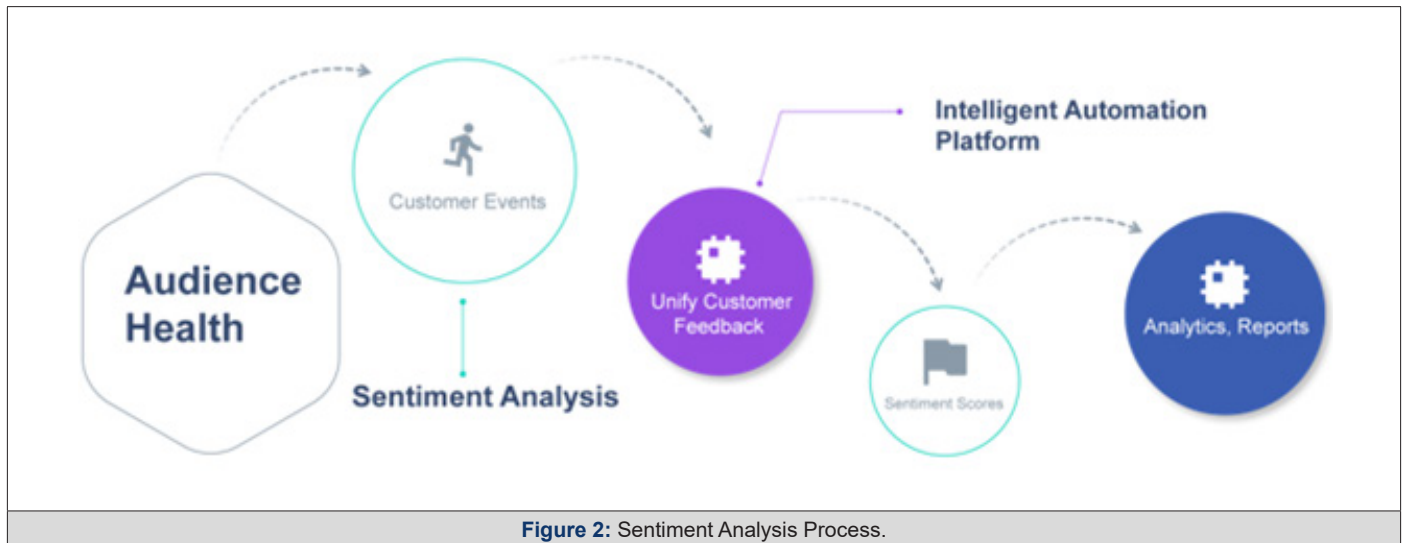 Audience
Health
Customer Events
Sentiment Analysis
Unify Customer
Feedback
Intelligent Automation
Platform
Sentiment Scores
Analytics, Reports
Figure 2: Sentiment Analysis Process.